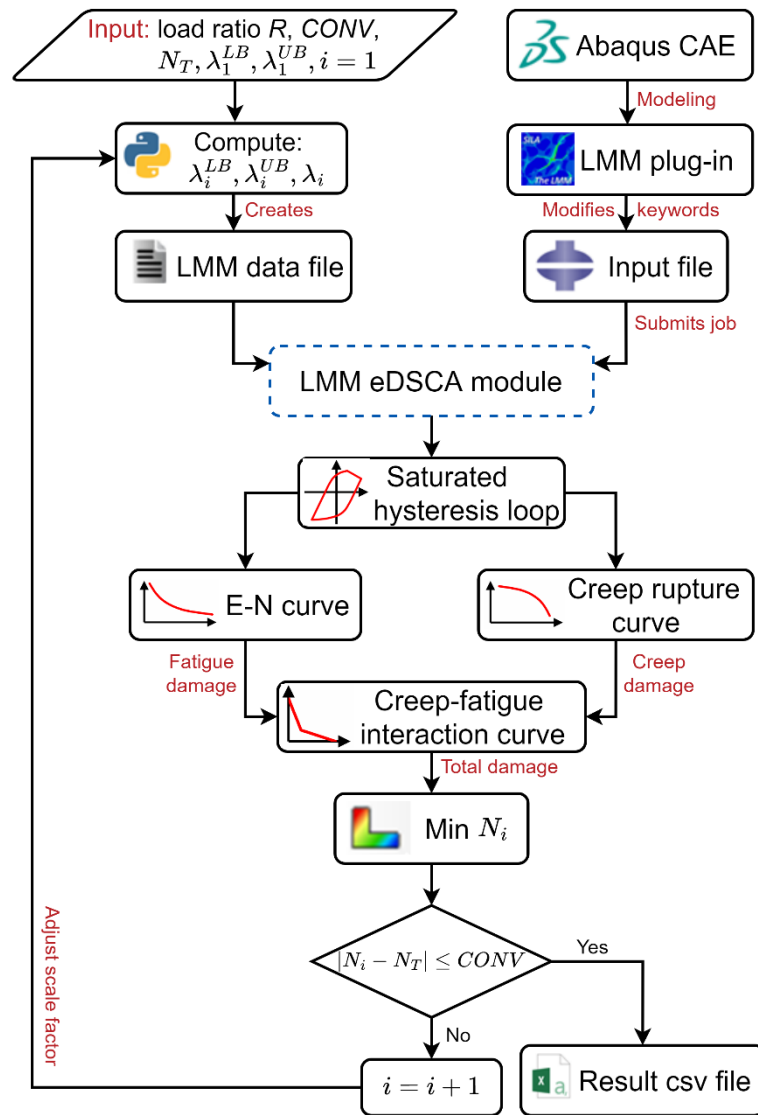 Input: load ratio R, CONV,
N_T, λ_1^{LB}, λ_1^{UB}, i = 1
Abaqus CAE
Modeling
Compute:
λ_i^{LB}, λ_i^{UB}, λ_i
SILA
The LMM
LMM plug-in
Creates
Modifies keywords
LMM data file
Input file
Submits job
LMM eDSCA module
Saturated
hysteresis loop
E-N curve
Creep rupture
curve
Fatigue
damage
Creep
damage
Creep-fatigue
interaction curve
Total damage
Min N_i
|N_i − N_T| ≤ CONV
Yes
No
Adjust scale factor
i = i + 1
X
a,
Result csv file